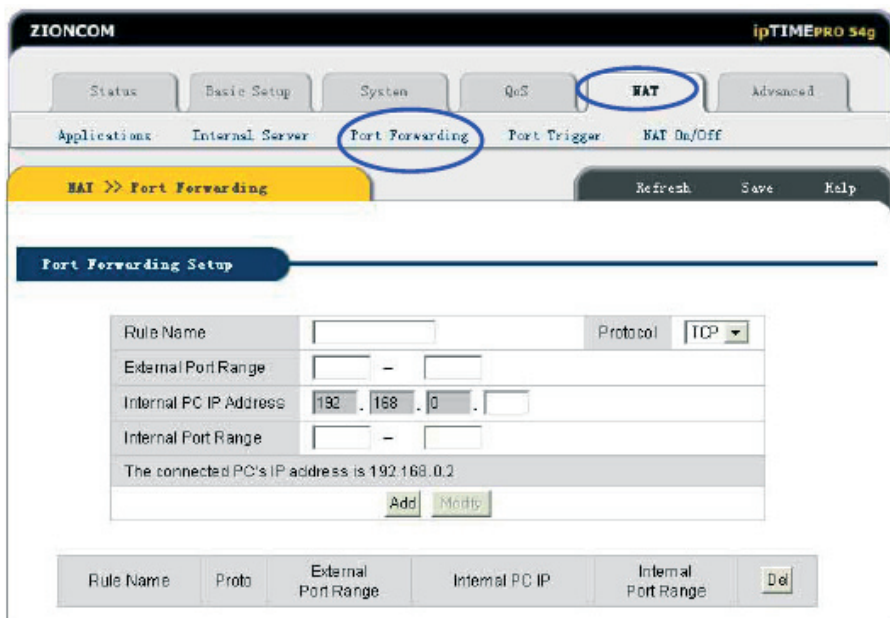 ZIONCOM ipTIMEPRO 54g
Status Basic Setup System QoS NAT Advanced
Applications Internal Server Port Forwarding Port Trigger NAT On/Off
NAT >> Port Forwarding Refresh Save Help
Port Forwarding Setup
Rule Name Protocol TCP
External Port Range –
Internal PC IP Address 192 . 168 . 0 .
Internal Port Range –
The connected PC's IP address is 192.168.0.2
Add Modify
Rule Name Proto External Port Range Internal PC IP Internal Port Range Del